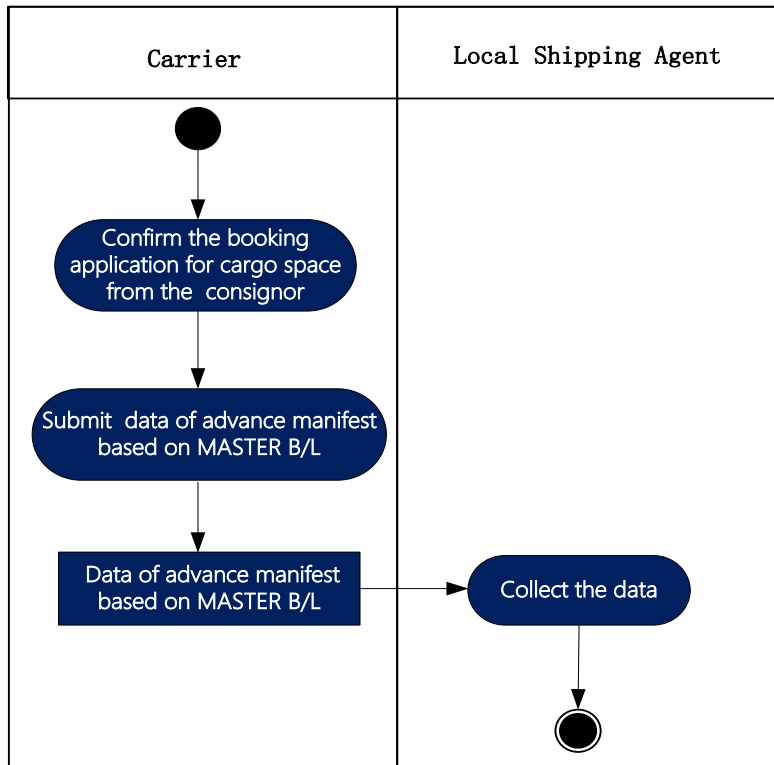 Carrier
Local Shipping Agent
Confirm the booking
application for cargo space
from the consignor
Submit data of advance manifest
based on MASTER B/L
Data of advance manifest
based on MASTER B/L
Collect the data